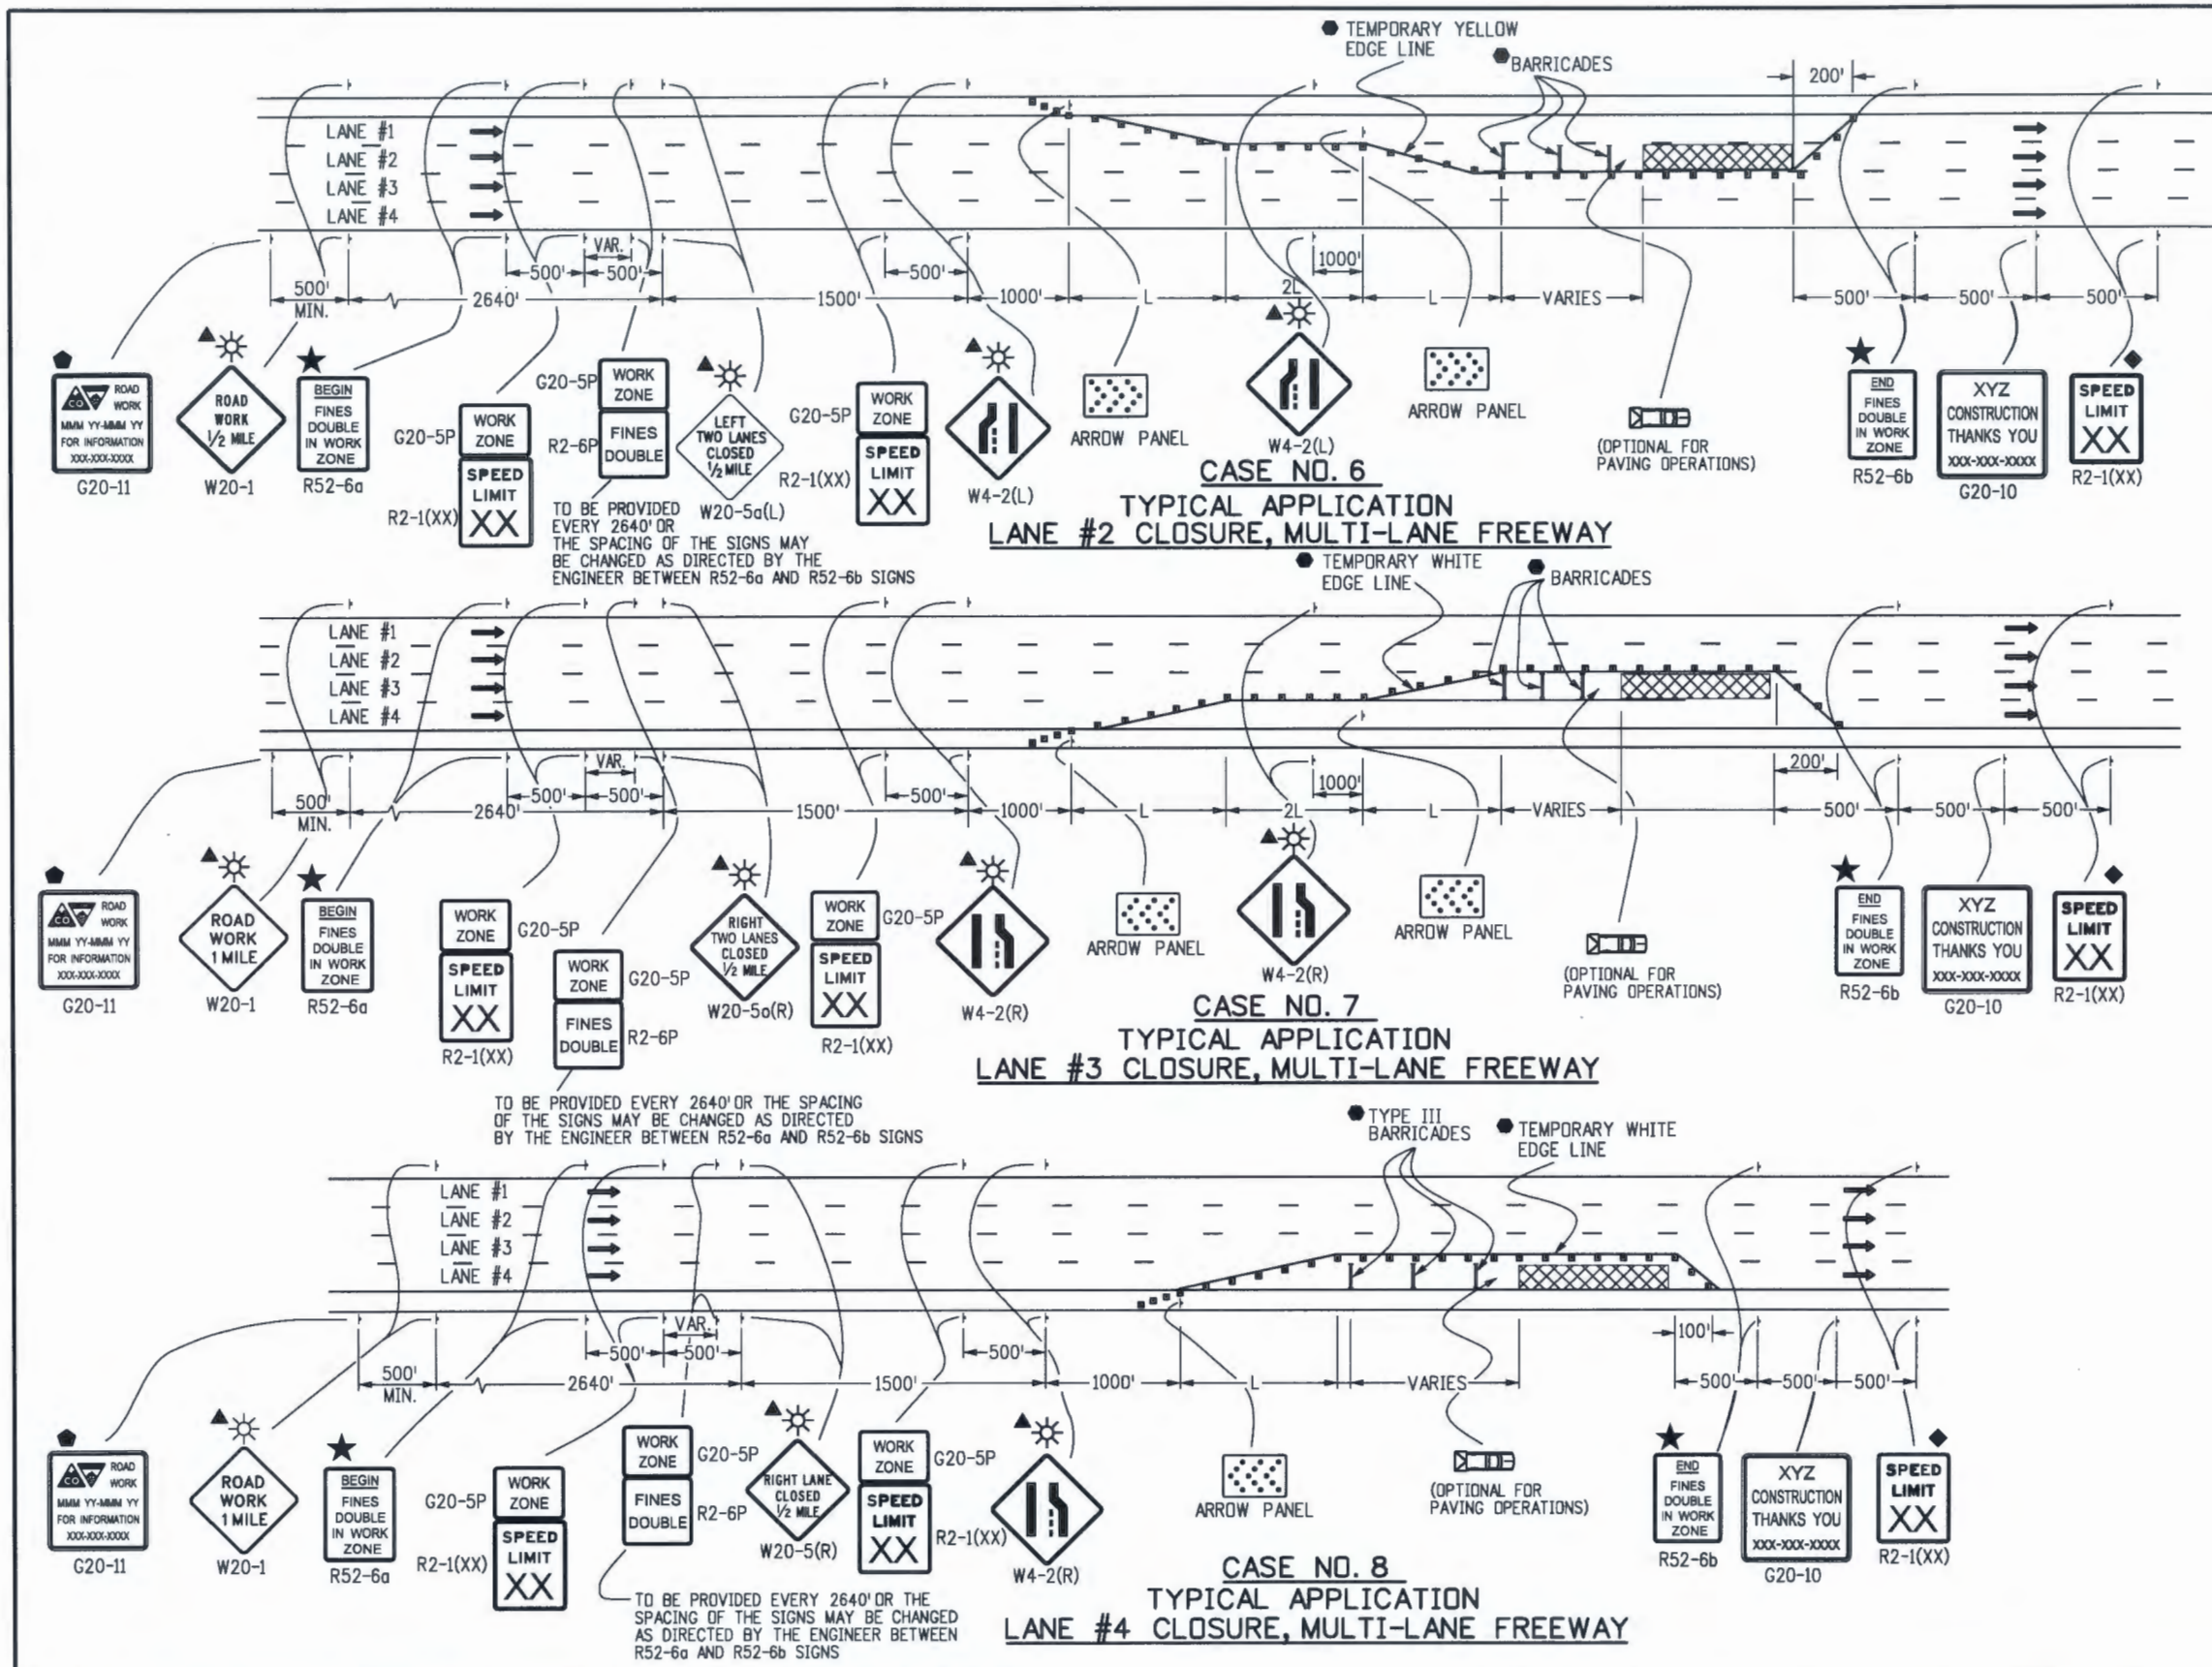 TEMPORARY YELLOW
EDGE LINE
BARRICADES
200'
LANE #1
LANE #2
LANE #3
LANE #4
VAR.
500'
500'
500'
1000'
500'
MIN.
2640'
1500'
1000'
L
2L
L
VARIES
500'
500'
500'
CO
ROAD
WORK
MMM YY-MMM YY
FOR INFORMATION
XXX-XXX-XXXX
G20-11
ROAD
WORK
1/2 MILE
W20-1
BEGIN
FINES
DOUBLE
IN WORK
ZONE
R52-6a
G20-5P
WORK
ZONE
R2-1(XX)
SPEED
LIMIT
XX
G20-5P
WORK
ZONE
R2-6P
FINES
DOUBLE
TO BE PROVIDED
EVERY 2640' OR
THE SPACING OF THE SIGNS MAY
BE CHANGED AS DIRECTED BY THE
ENGINEER BETWEEN R52-6a AND R52-6b SIGNS
LEFT
TWO LANES
CLOSED
1/2 MILE
W20-5a(L)
G20-5P
WORK
ZONE
R2-1(XX)
SPEED
LIMIT
XX
W4-2(L)
ARROW PANEL
W4-2(L)
ARROW PANEL
(OPTIONAL FOR
PAVING OPERATIONS)
END
FINES
DOUBLE
IN WORK
ZONE
R52-6b
XYZ
CONSTRUCTION
THANKS YOU
XXX-XXX-XXXX
G20-10
SPEED
LIMIT
XX
R2-1(XX)
CASE NO. 6
TYPICAL APPLICATION
LANE #2 CLOSURE, MULTI-LANE FREEWAY
TEMPORARY WHITE
EDGE LINE
BARRICADES
LANE #1
LANE #2
LANE #3
LANE #4
VAR.
500'
500'
500'
1000'
200'
500'
MIN.
2640'
1500'
1000'
L
2L
L
VARIES
500'
500'
500'
CO
ROAD
WORK
MMM YY-MMM YY
FOR INFORMATION
XXX-XXX-XXXX
G20-11
ROAD
WORK
1 MILE
W20-1
BEGIN
FINES
DOUBLE
IN WORK
ZONE
R52-6a
WORK
ZONE
G20-5P
SPEED
LIMIT
XX
R2-1(XX)
WORK
ZONE
G20-5P
FINES
DOUBLE
R2-6P
TO BE PROVIDED EVERY 2640' OR THE SPACING
OF THE SIGNS MAY BE CHANGED AS DIRECTED
BY THE ENGINEER BETWEEN R52-6a AND R52-6b SIGNS
RIGHT
TWO LANES
CLOSED
1/2 MILE
W20-5a(R)
WORK
ZONE
G20-5P
SPEED
LIMIT
XX
R2-1(XX)
W4-2(R)
ARROW PANEL
W4-2(R)
ARROW PANEL
(OPTIONAL FOR
PAVING OPERATIONS)
END
FINES
DOUBLE
IN WORK
ZONE
R52-6b
XYZ
CONSTRUCTION
THANKS YOU
XXX-XXX-XXXX
G20-10
SPEED
LIMIT
XX
R2-1(XX)
CASE NO. 7
TYPICAL APPLICATION
LANE #3 CLOSURE, MULTI-LANE FREEWAY
TYPE III
BARRICADES
TEMPORARY WHITE
EDGE LINE
LANE #1
LANE #2
LANE #3
LANE #4
VAR.
500'
500'
500'
100'
500'
MIN.
2640'
1500'
1000'
L
VARIES
500'
500'
500'
CO
ROAD
WORK
MMM YY-MMM YY
FOR INFORMATION
XXX-XXX-XXXX
G20-11
ROAD
WORK
1 MILE
W20-1
BEGIN
FINES
DOUBLE
IN WORK
ZONE
R52-6a
G20-5P
WORK
ZONE
R2-1(XX)
SPEED
LIMIT
XX
WORK
ZONE
G20-5P
FINES
DOUBLE
R2-6P
TO BE PROVIDED EVERY 2640' OR THE
SPACING OF THE SIGNS MAY BE CHANGED
AS DIRECTED BY THE ENGINEER BETWEEN
R52-6a AND R52-6b SIGNS
RIGHT LANE
CLOSED
1/2 MILE
W20-5(R)
WORK
ZONE
G20-5P
SPEED
LIMIT
XX
R2-1(XX)
W4-2(R)
ARROW PANEL
(OPTIONAL FOR
PAVING OPERATIONS)
END
FINES
DOUBLE
IN WORK
ZONE
R52-6b
XYZ
CONSTRUCTION
THANKS YOU
XXX-XXX-XXXX
G20-10
SPEED
LIMIT
XX
R2-1(XX)
CASE NO. 8
TYPICAL APPLICATION
LANE #4 CLOSURE, MULTI-LANE FREEWAY